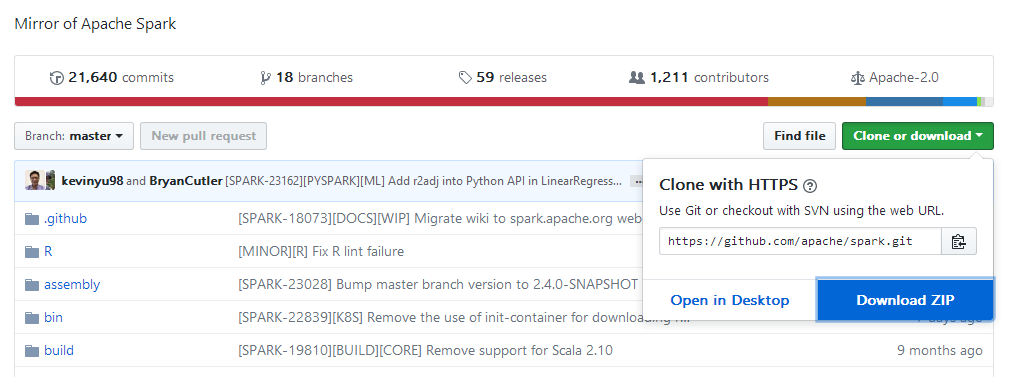 Mirror of Apache Spark
21,640 commits 18 branches 59 releases 1,211 contributors Apache-2.0
Branch: master New pull request Find file Clone or download
kevinyu98 and BryanCutler [SPARK-23162][PYSPARK][ML] Add r2adj into Python API in LinearRegress... ...
Clone with HTTPS ?
Use Git or checkout with SVN using the web URL.
https://github.com/apache/spark.git
Open in Desktop Download ZIP
.github [SPARK-18073][DOCS][WIP] Migrate wiki to spark.apache.org web
R [MINOR][R] Fix R lint failure
assembly [SPARK-23028] Bump master branch version to 2.4.0-SNAPSHOT
bin [SPARK-22839][K8S] Remove the use of init-container for downloading days ago
build [SPARK-19810][BUILD][CORE] Remove support for Scala 2.10 9 months ago